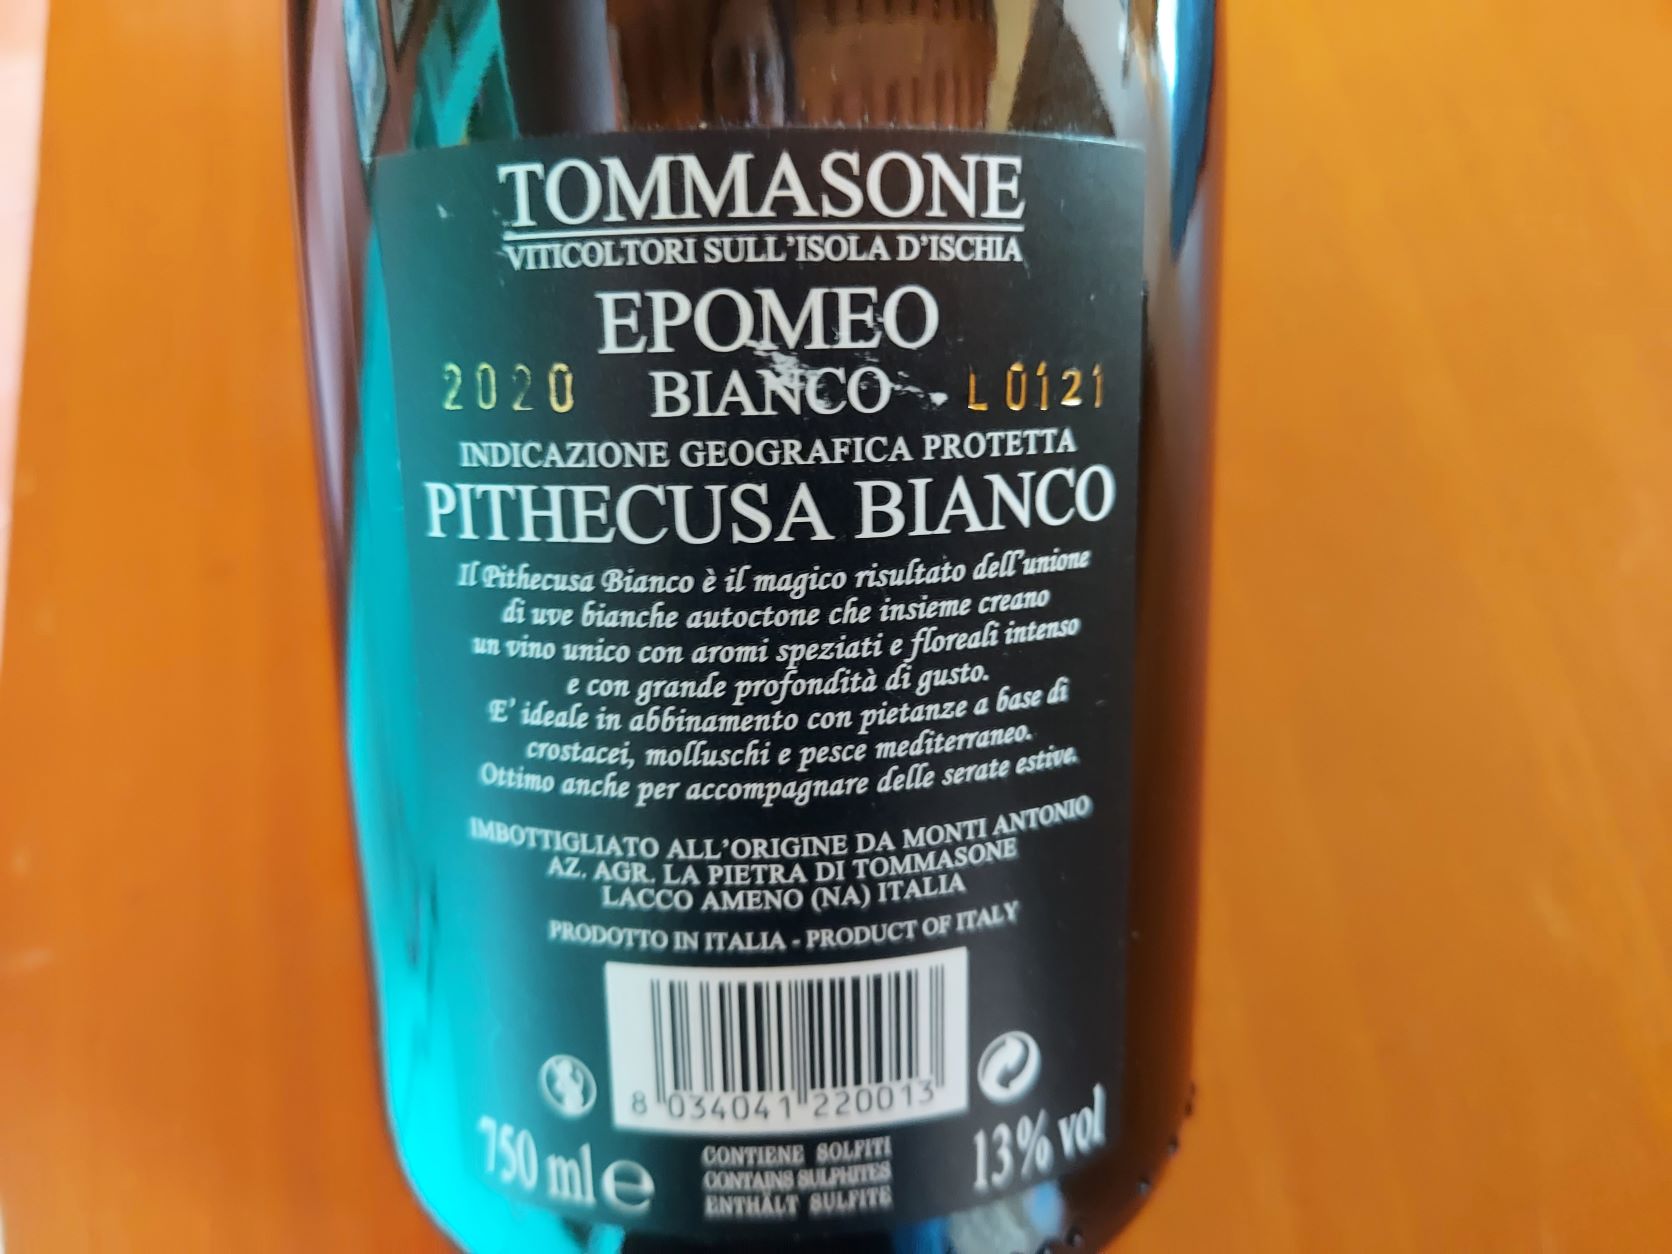 TOMMASONE
VITICOLTORI SULL'ISOLA D'ISCHIA
EPOMEO
2020 BIANCO L0121
INDICAZIONE GEOGRAFICA PROTETTA
PITHECUSA BIANCO
Il Pithecusa Bianco è il magico risultato dell'unione
di uve bianche autoctone che insieme creano
un vino unico con aromi speziati e floreali intenso
e con grande profondità di gusto.
E' ideale in abbinamento con pietanze a base di
crostacei, molluschi e pesce mediterraneo.
Ottimo anche per accompagnare delle serate estive.
IMBOTTIGLIATO ALL'ORIGINE DA MONTI ANTONIO
AZ. AGR. LA PIETRA DI TOMMASONE
LACCO AMENO (NA) ITALIA
PRODOTTO IN ITALIA - PRODUCT OF ITALY
8 034041 220013
750 ml e
CONTIENE SOLFITI
CONTAINS SULPHITES
ENTHÄLT SULFITE
13% vol